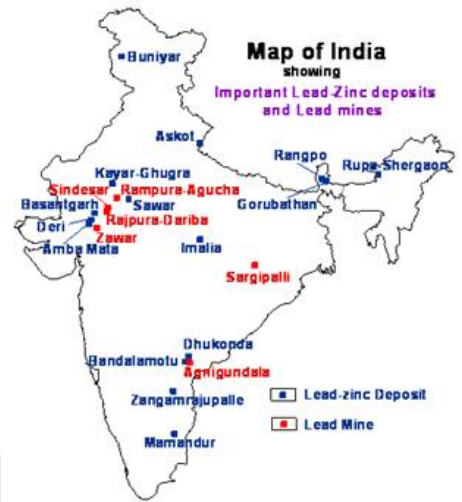 Map of India
showing
Important Lead-Zinc deposits
and Lead mines
Buniyar
Askot
Rangpo
Rupa-Shergaon
Gorubathan
Kayar-Ghugra
Sindesar
Rampura-Agucha
Basantgarh
Sawar
Rajpura-Dariba
Deri
Zawar
Amba Mata
Imalia
Sargipalli
Dhukonda
Bandalamotu
Agnigundala
Zangamrajupalle
Mamandur
Lead-zinc Deposit
Lead Mine